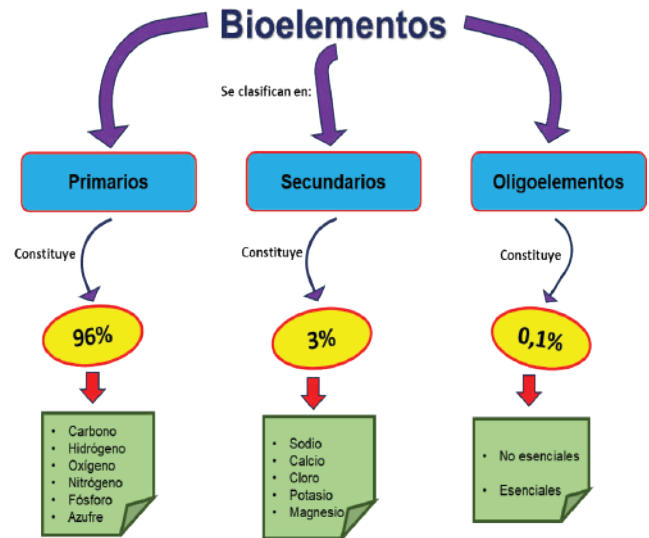 Bioelementos
Se clasifican en:
Primarios
Secundarios
Oligoelementos
Constituye
Constituye
Constituye
96%
3%
0,1%
• Carbono
• Hidrógeno
• Oxígeno
• Nitrógeno
• Fósforo
• Azufre
• Sodio
• Calcio
• Cloro
• Potasio
• Magnesio
• No esenciales
• Esenciales